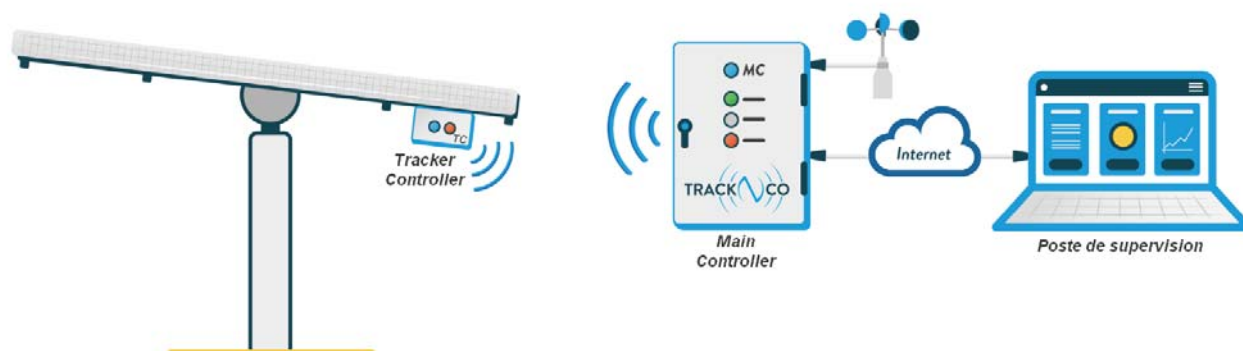 TC
Tracker
Controller
MC
TRACK CO
Main
Controller
Internet
Poste de supervision